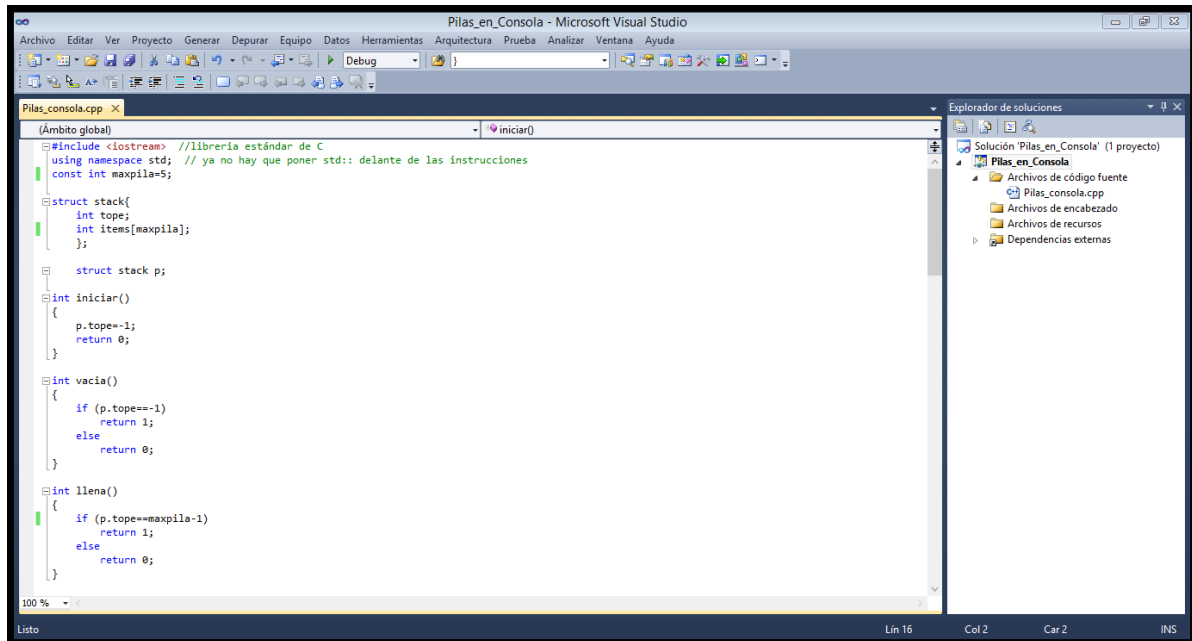 Pilas_en_Consola - Microsoft Visual Studio
Archivo Editar Ver Proyecto Generar Depurar Equipo Datos Herramientas Arquitectura Prueba Analizar Ventana Ayuda
Debug }
Pilas_consola.cpp
(Ámbito global) iniciar()
#include <iostream>  //libreria estándar de C
using namespace std;  // ya no hay que poner std:: delante de las instrucciones
const int maxpila=5;
struct stack{
int tope;
int items[maxpila];
};
struct stack p;
int iniciar()
{
p.tope=-1;
return 0;
}
int vacia()
{
if (p.tope==-1)
return 1;
else
return 0;
}
int llena()
{
if (p.tope==maxpila-1)
return 1;
else
return 0;
}
100 %
Explorador de soluciones
Solución 'Pilas_en_Consola' (1 proyecto)
Pilas_en_Consola
Archivos de código fuente
Pilas_consola.cpp
Archivos de encabezado
Archivos de recursos
Dependencias externas
Listo Lín 16 Col 2 Car 2 INS